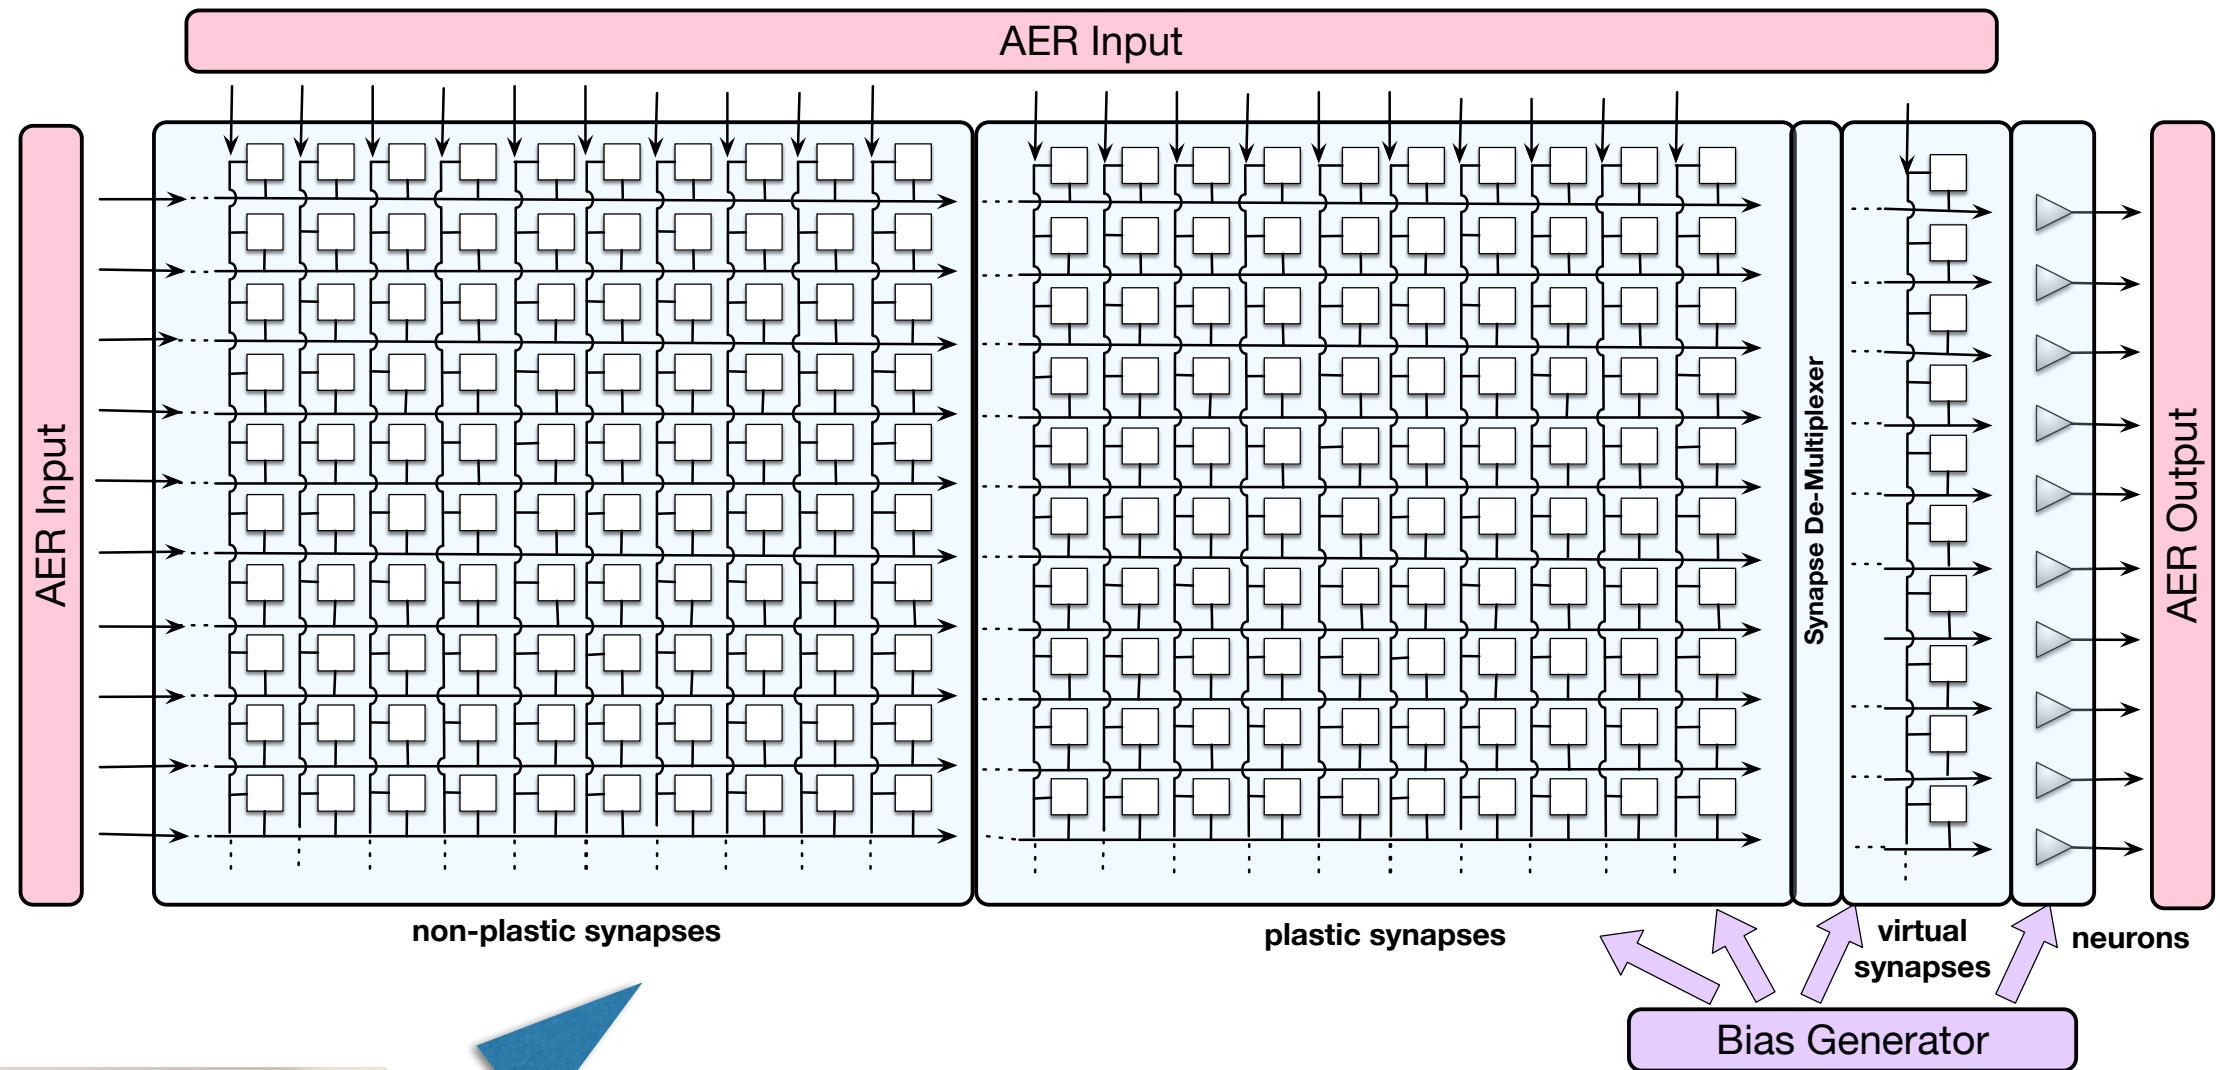 AER Input
AER Input
Synapse De-Multiplexer
AER Output
non-plastic synapses
plastic synapses
virtual
synapses
neurons
Bias Generator